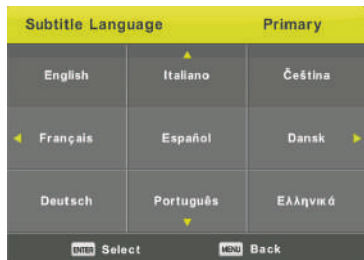 Subtitle Language Primary
English Italiano Čeština
Français Español Dansk
Deutsch Português Ελληνικά
ENTER Select MENU Back